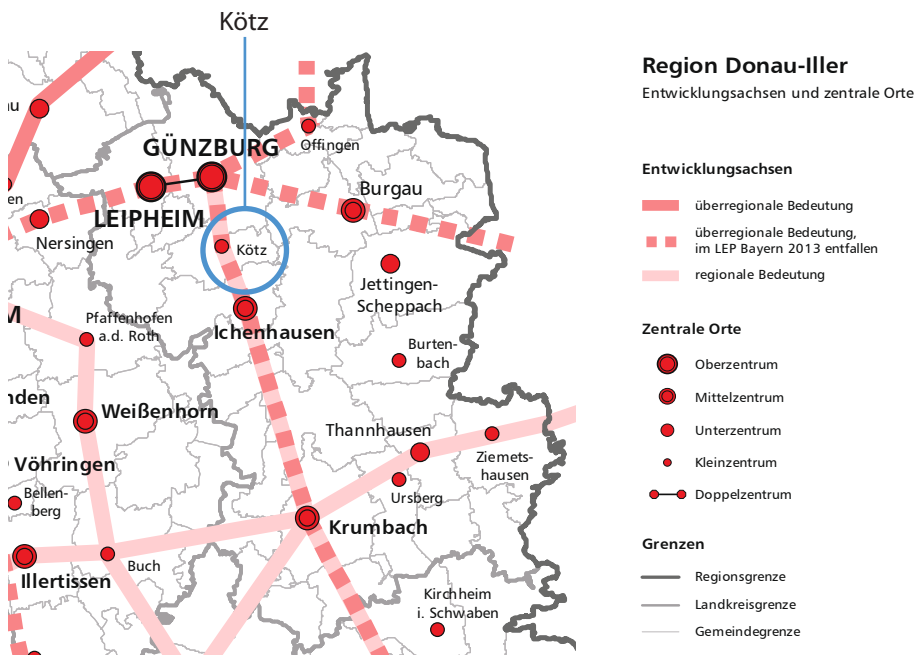 Kötz
au
GÜNZBURG
Offingen
LEIPHEIM
Burgau
en
Nersingen
Kötz
Jettingen-
Scheppach
M
Pfaffenhofen
a.d. Roth
Ichenhausen
Burten-
bach
nden
Weißenhorn
Thannhausen
Ziemets-
hausen
Vöhringen
Bellen-
berg
Ursberg
Krumbach
Illertissen
Buch
Kirchheim
i. Schwaben
Region Donau-Iller
Entwicklungsachsen und zentrale Orte
Entwicklungsachsen
überregionale Bedeutung
überregionale Bedeutung,
im LEP Bayern 2013 entfallen
regionale Bedeutung
Zentrale Orte
Oberzentrum
Mittelzentrum
Unterzentrum
Kleinzentrum
Doppelzentrum
Grenzen
Regionsgrenze
Landkreisgrenze
Gemeindegrenze